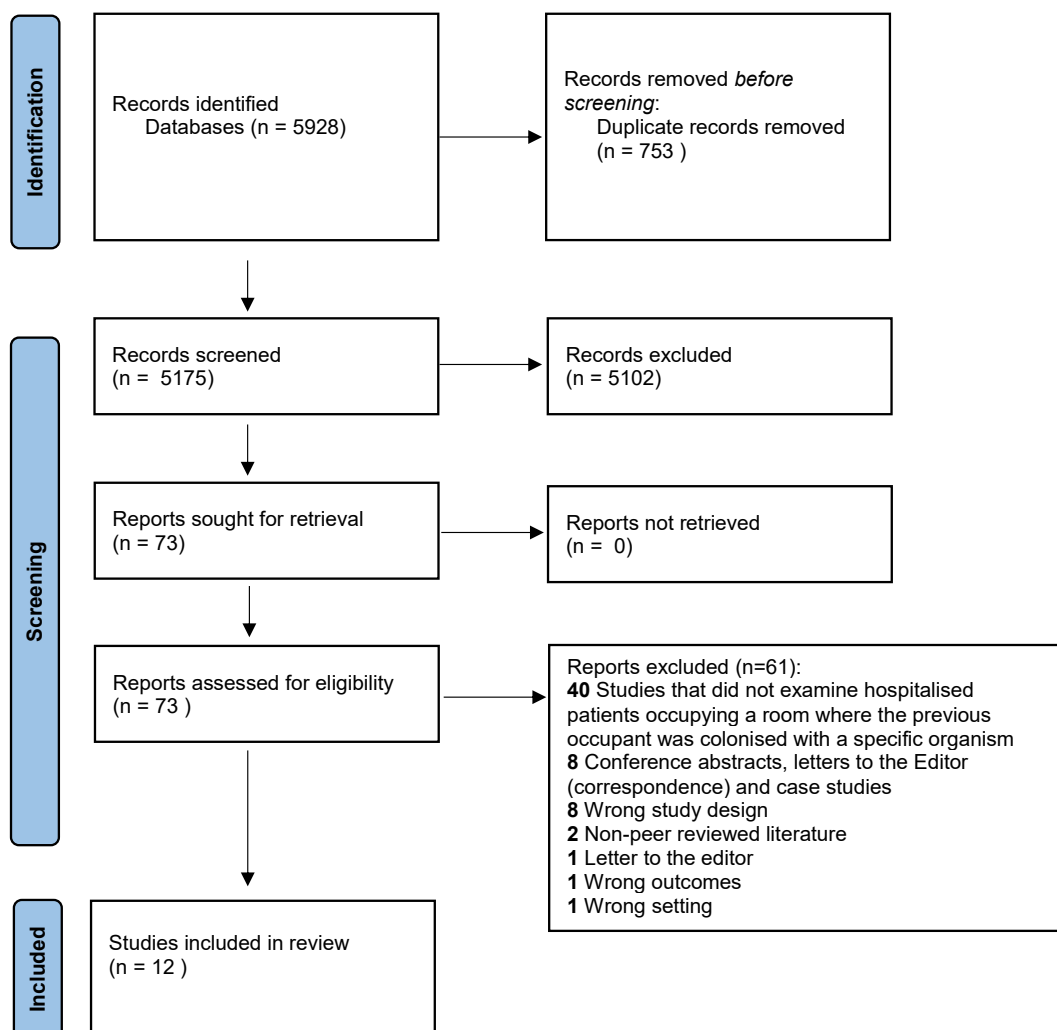 Identification
Records identified
Databases (n = 5928)
Records removed before
screening:
Duplicate records removed
(n = 753 )
Screening
Records screened
(n =  5175)
Records excluded
(n = 5102)
Reports sought for retrieval
(n = 73)
Reports not retrieved
(n =  0)
Reports assessed for eligibility
(n = 73 )
Reports excluded (n=61):
40 Studies that did not examine hospitalised
patients occupying a room where the previous
occupant was colonised with a specific organism
8 Conference abstracts, letters to the Editor
(correspondence) and case studies
8 Wrong study design
2 Non-peer reviewed literature
1 Letter to the editor
1 Wrong outcomes
1 Wrong setting
Included
Studies included in review
(n = 12 )